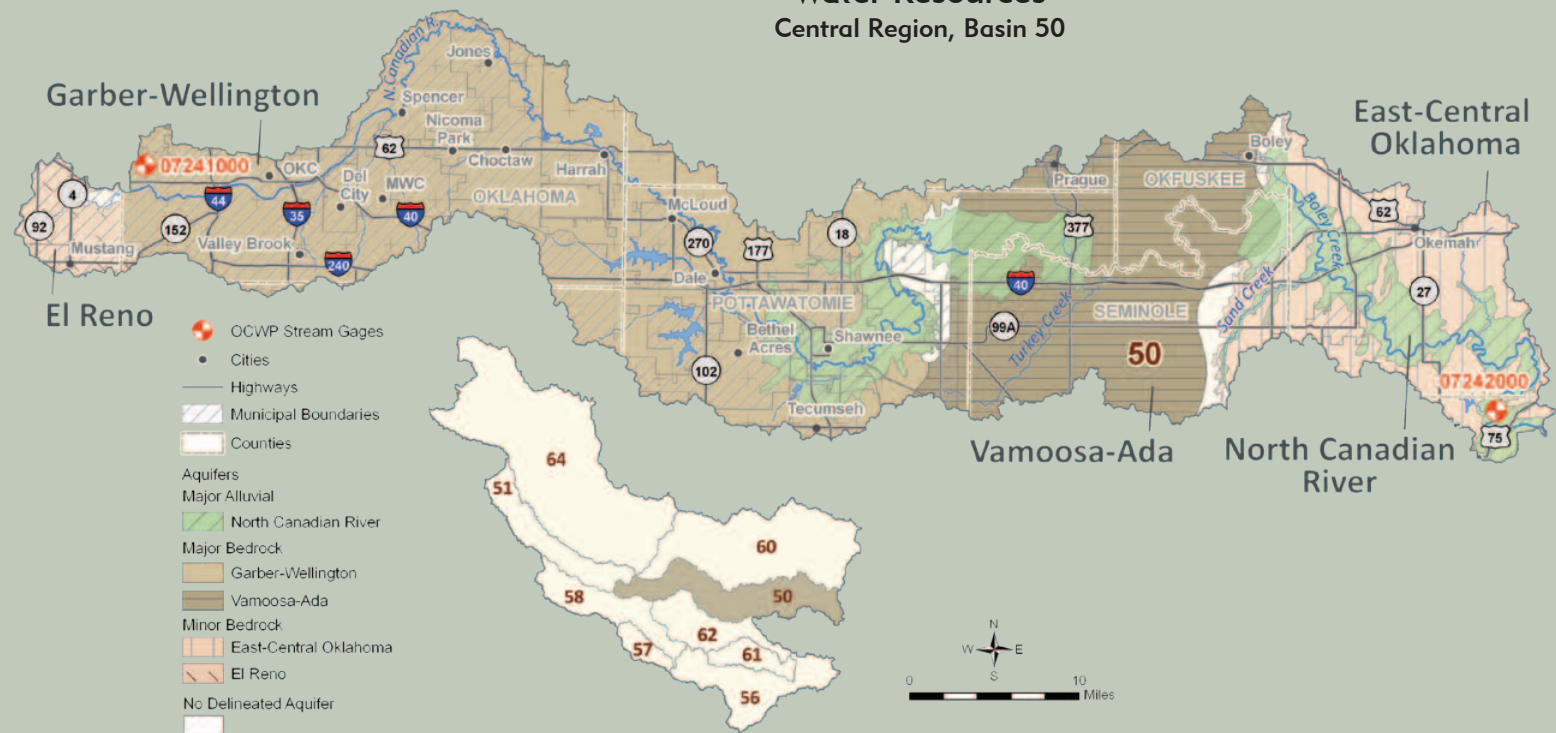 Water Resources
Central Region, Basin 50
Garber-Wellington
El Reno
East-Central
Oklahoma
Vamoosa-Ada
North Canadian
River
N. Canadian R.
Jones
Spencer
Nicoma
Park
62
Choctaw
Harrah
07241000
OKC
Del
City
MWC
OKLAHOMA
4
92
Mustang
152
44
35
40
Valley Brook
240
McLoud
270
177
18
Dale
POTTAWATOMIE
Bethel
Acres
Shawnee
102
Tecumseh
Prague
OKFUSKEE
Boley
377
40
99A
Turkey Creek
SEMINOLE
50
Sand Creek
Boley Creek
62
Okemah
27
07242000
75
OCWP Stream Gages
Cities
Highways
Municipal Boundaries
Counties
Aquifers
Major Alluvial
North Canadian River
Major Bedrock
Garber-Wellington
Vamoosa-Ada
Minor Bedrock
East-Central Oklahoma
El Reno
No Delineated Aquifer
64
51
60
58
50
62
57
61
56
N
W E
S
0 10
Miles